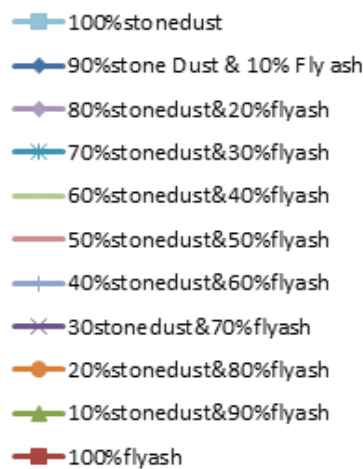 100%stonedust
90%stone Dust & 10% Fly ash
80%stonedust&20%flyash
70%stonedust&30%flyash
60%stonedust&40%flyash
50%stonedust&50%flyash
40%stonedust&60%flyash
30stonedust&70%flyash
20%stonedust&80%flyash
10%stonedust&90%flyash
100%flyash